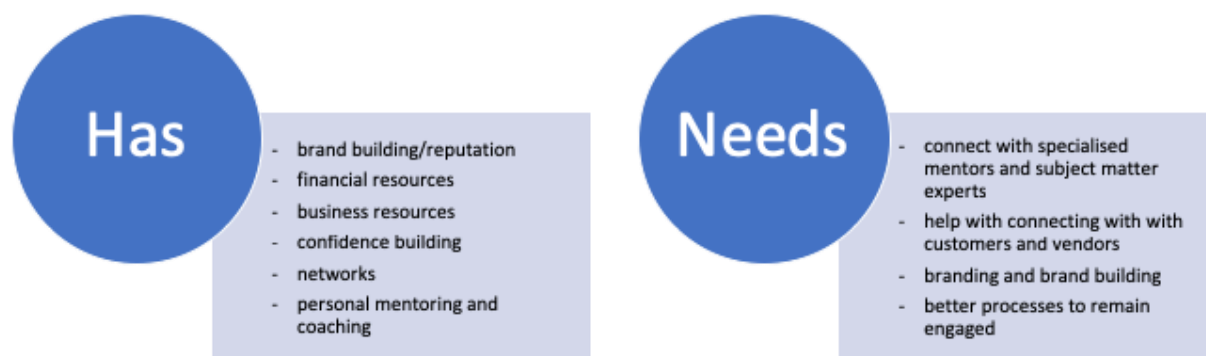 Has
- brand building/reputation
- financial resources
- business resources
- confidence building
- networks
- personal mentoring and
coaching
Needs
- connect with specialised
mentors and subject matter
experts
- help with connecting with with
customers and vendors
- branding and brand building
- better processes to remain
engaged